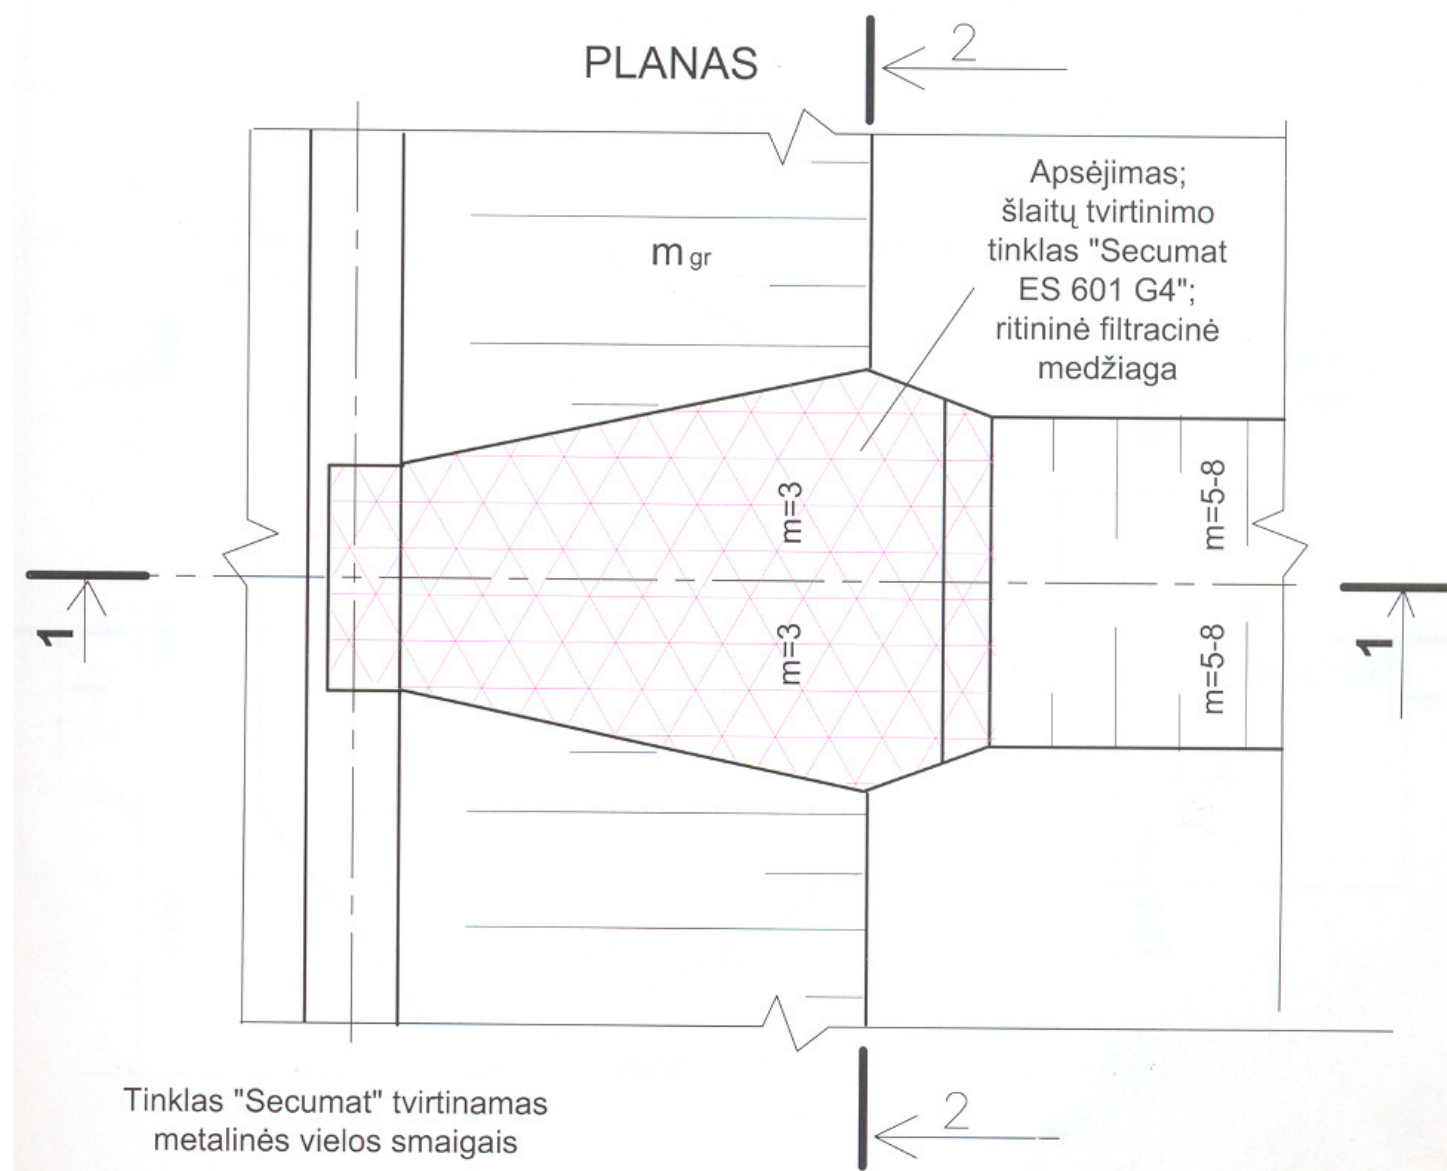 PLANAS
2
Apsėjimas;
šlaitų tvirtinimo
tinklas "Secumat
ES 601 G4";
ritininė filtracinė
medžiaga
m gr
m=3
m=5-8
1
1
m=3
m=5-8
2
Tinklas "Secumat" tvirtinamas
metalinės vielos smaigais